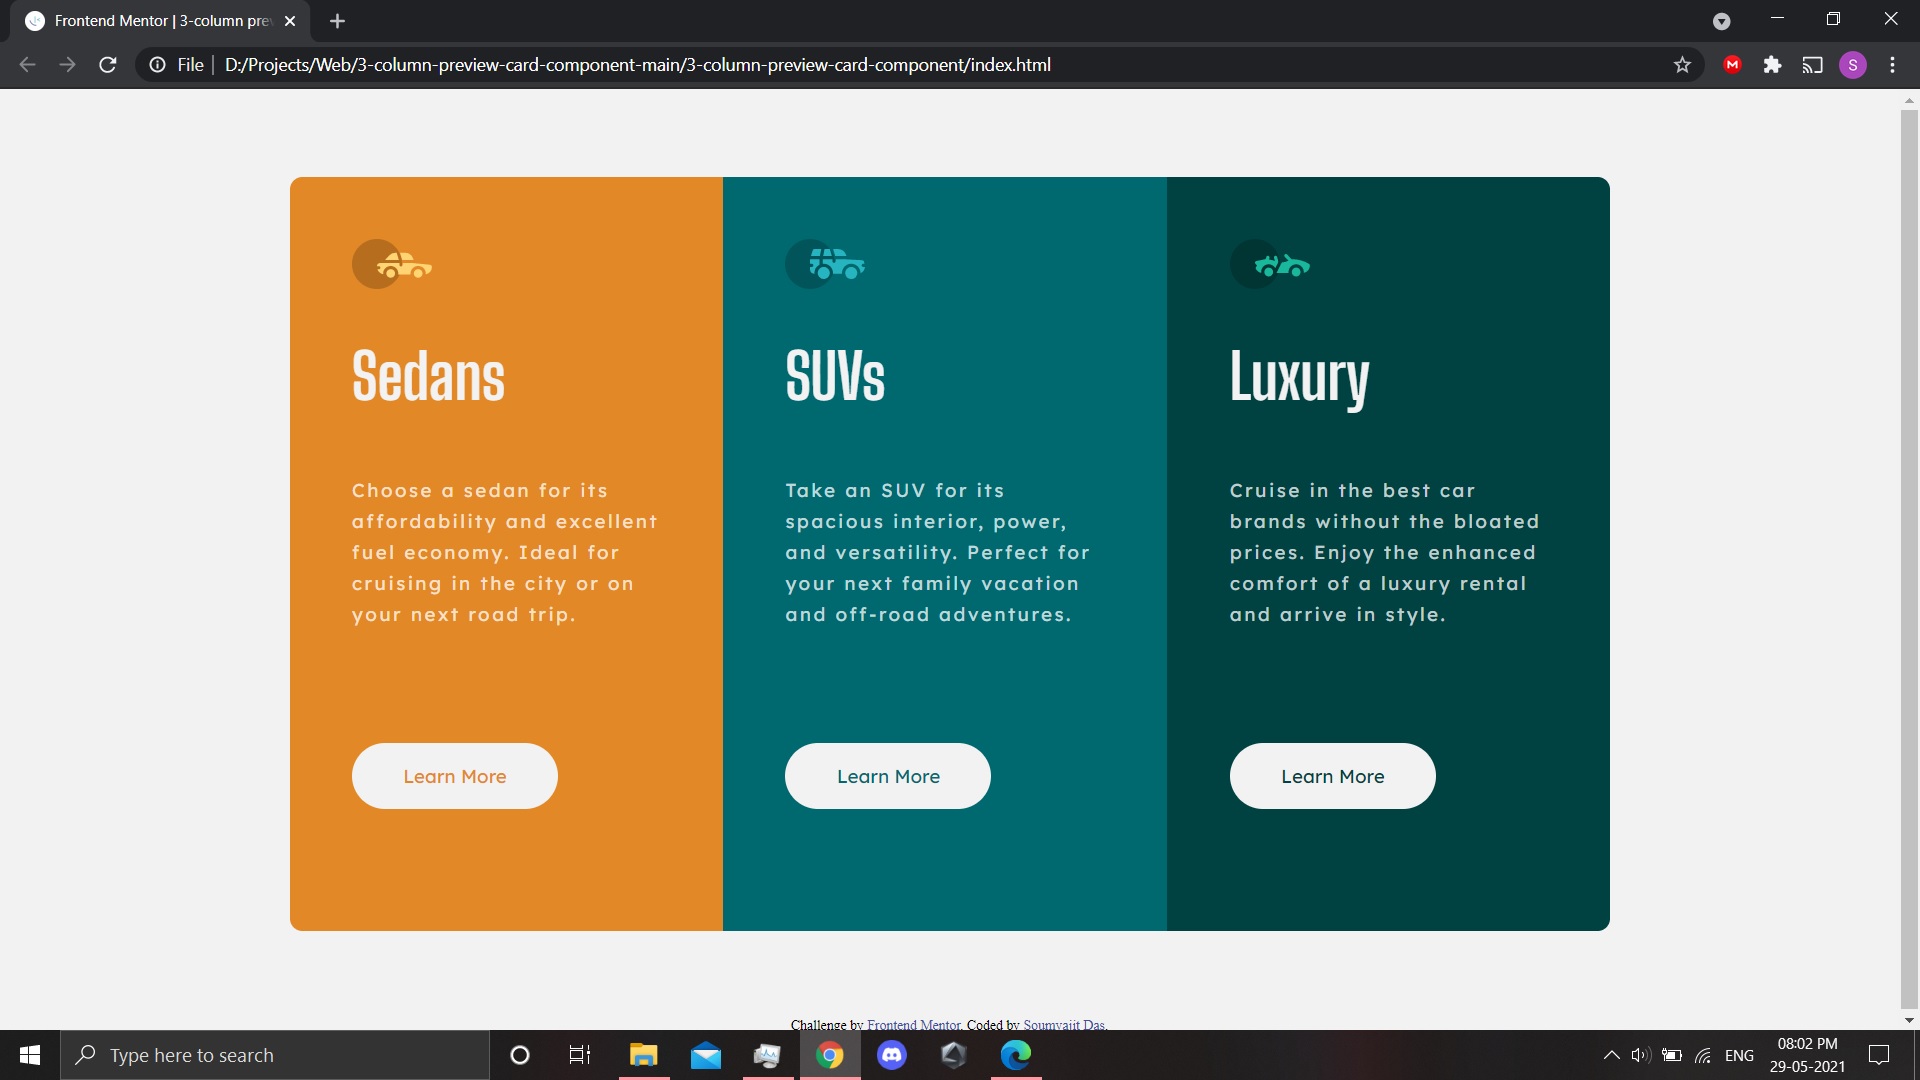 Frontend Mentor | 3-column prev
File
D:/Projects/Web/3-column-preview-card-component-main/3-column-preview-card-component/index.html
M
S
Sedans
Choose a sedan for its
affordability and excellent
fuel economy. Ideal for
cruising in the city or on
your next road trip.
Learn More
SUVs
Take an SUV for its
spacious interior, power,
and versatility. Perfect for
your next family vacation
and off-road adventures.
Learn More
Luxury
Cruise in the best car
brands without the bloated
prices. Enjoy the enhanced
comfort of a luxury rental
and arrive in style.
Learn More
Challenge by Frontend Mentor. Coded by Soumyajit Das.
Type here to search
ENG
08:02 PM
29-05-2021